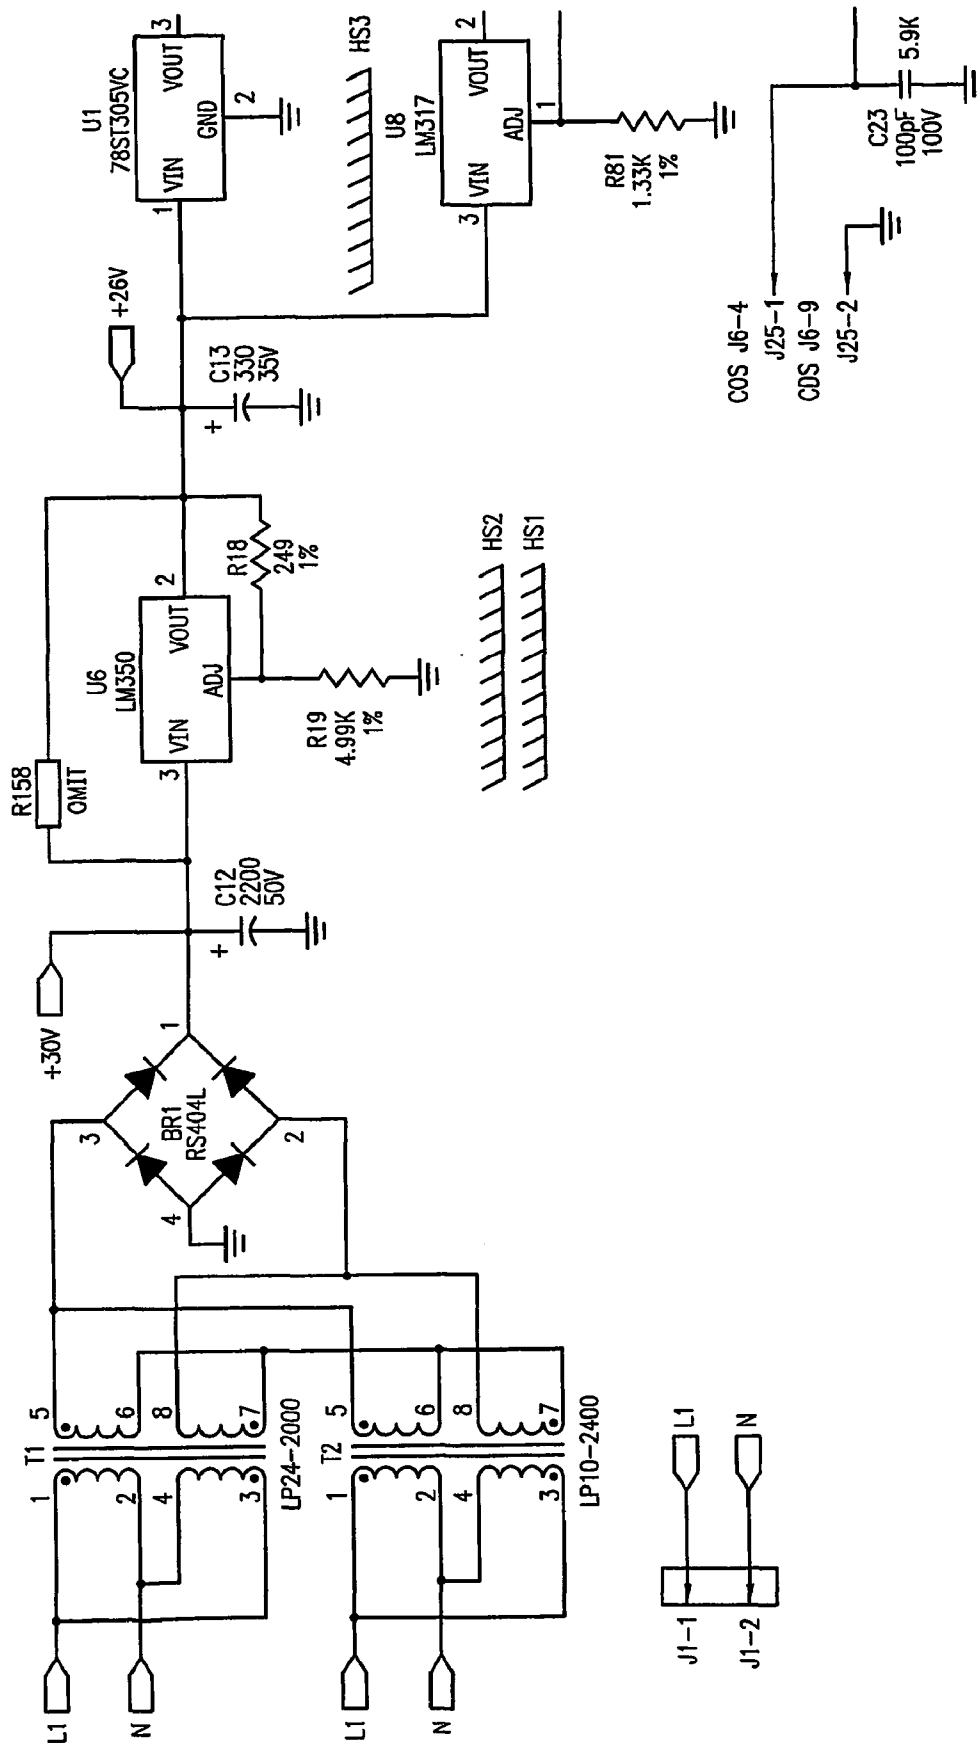 L1
N
L1
N
T1
1
2
4
3
5
6
8
7
LP24-2000
T2
1
2
4
3
5
6
8
7
LP10-2400
J1-1
J1-2
L1
N
3
4
BR1
RS404L
2
1
+30V
+
C12
2200
50V
R158
OMIT
U6
LM350
3
VIN
VOUT
2
ADJ
R18
249
1%
R19
4.99K
1%
HS2
HS1
+26V
+
C13
330
35V
U1
78ST305VC
1
VIN
VOUT
3
GND
2
HS3
U8
LM317
3
VIN
VOUT
2
ADJ
1
R81
1.33K
1%
COS J6-4
J25-1
CDS J6-9
J25-2
C23
100pF
100V
5.9K